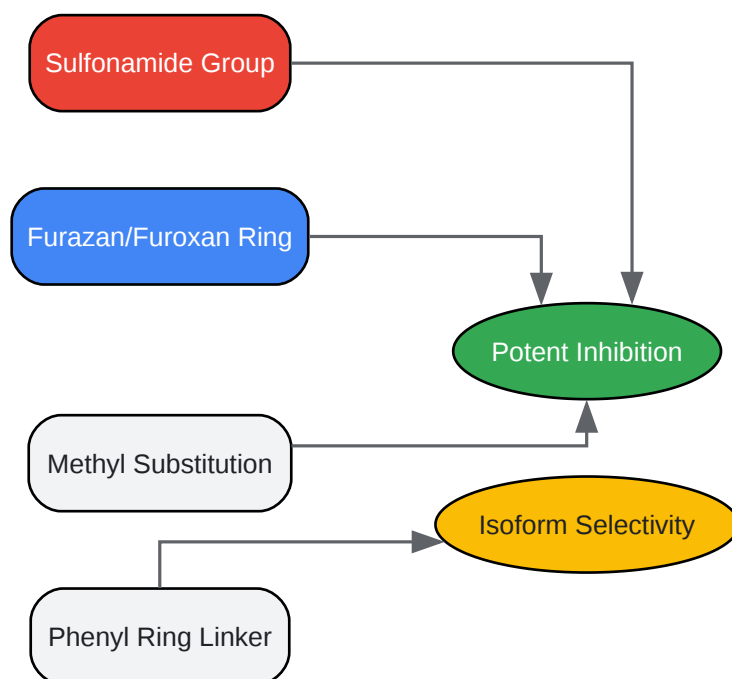 Sulfonamide Group
Furazan/Furoxan Ring
Potent Inhibition
Methyl Substitution
Isoform Selectivity
Phenyl Ring Linker